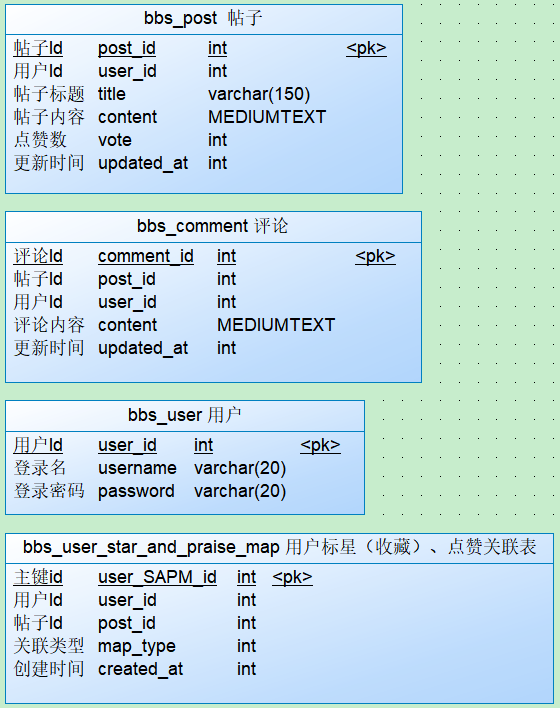 bbs_post 帖子
帖子Id post_id int <pk>
用户Id user_id int
帖子标题 title varchar(150)
帖子内容 content MEDIUMTEXT
点赞数 vote int
更新时间 updated_at int
bbs_comment 评论
评论Id comment_id int <pk>
帖子Id post_id int
用户Id user_id int
评论内容 content MEDIUMTEXT
更新时间 updated_at int
bbs_user 用户
用户Id user_id int <pk>
登录名 username varchar(20)
登录密码 password varchar(20)
bbs_user_star_and_praise_map 用户标星（收藏）、点赞关联表
主键id user_SAPM_id int <pk>
用户Id user_id int
帖子Id post_id int
关联类型 map_type int
创建时间 created_at int